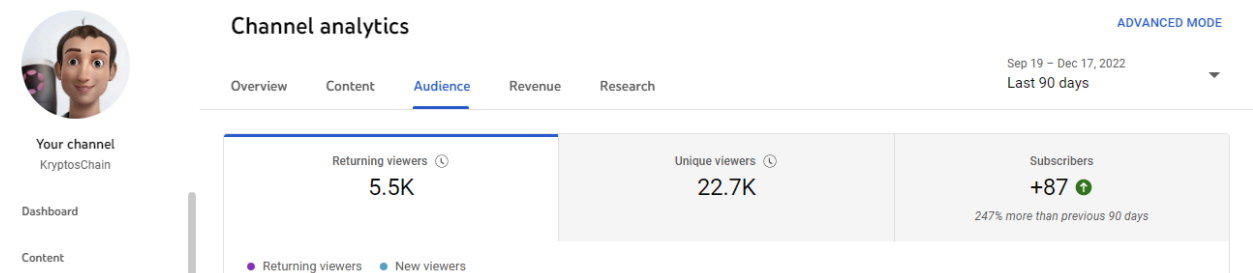 Channel analytics
ADVANCED MODE
Sep 19 – Dec 17, 2022
Last 90 days
Overview Content Audience Revenue Research
Your channel
KryptosChain
Dashboard
Content
Returning viewers
5.5K
Unique viewers
22.7K
Subscribers
+87
247% more than previous 90 days
Returning viewers New viewers